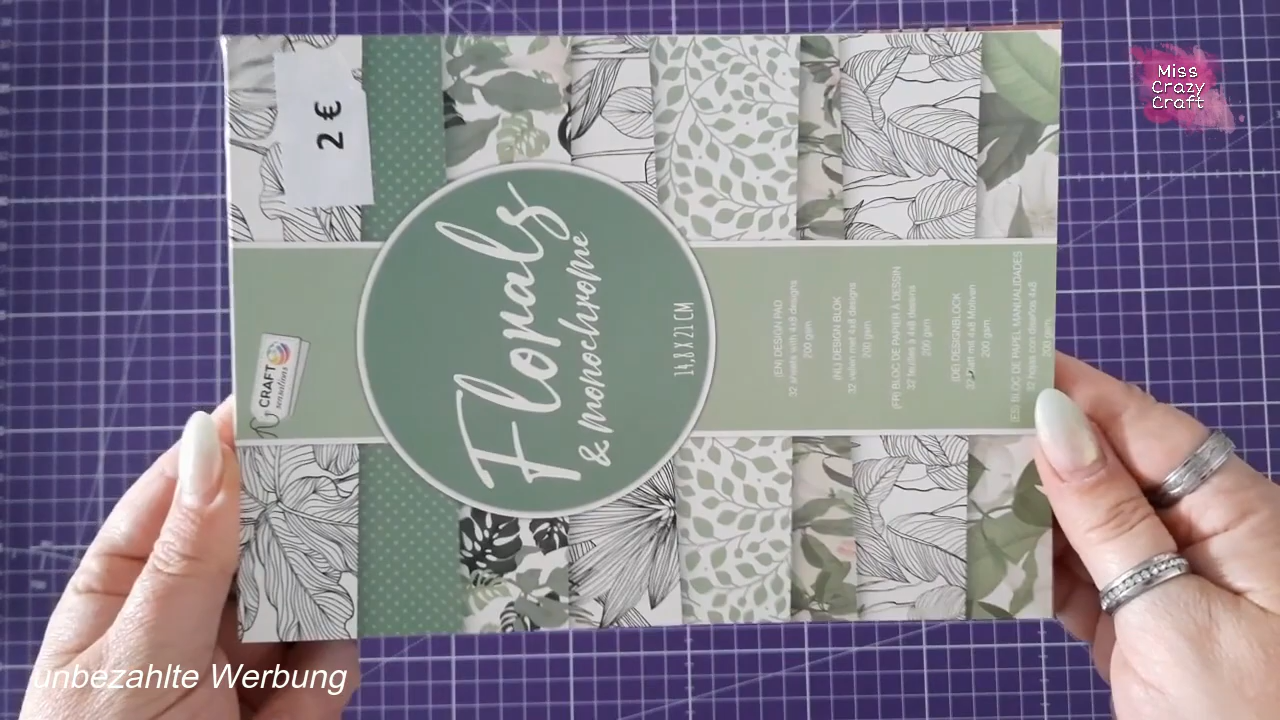 Miss
Crazy
Craft
2 €
Florals
& monochrome
14,8 X 21 CM
CRAFT
sensations
(EN) DESIGN PAD
32 sheets with 4x8 designs
200 gsm
(NL) DESIGN BLOK
32 vellen met 4x8 designs
200 gsm
(FR) BLOC DE PAPIER À DESSIN
32 feuilles à 4x8 dessins
200 gsm
(DE) DESIGNBLOCK
32 Blatt mit 4x8 Motiven
200 gsm
(ES) BLOC DE PAPEL MANUALIDADES
32 hojas con diseños 4x8
200 gsm
unbezahlte Werbung